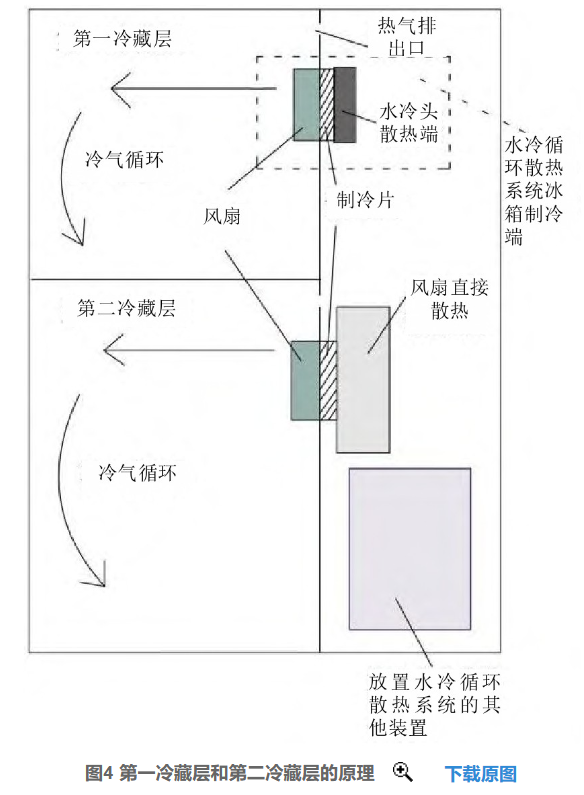 第一冷藏层
热气排
出口
水冷头
散热端
水冷循
环散热
系统冰
箱制冷
端
冷气循环
风扇
制冷片
第二冷藏层
风扇直接
散热
冷气循环
放置水冷循环
散热系统的其
他装置
图4 第一冷藏层和第二冷藏层的原理 下载原图